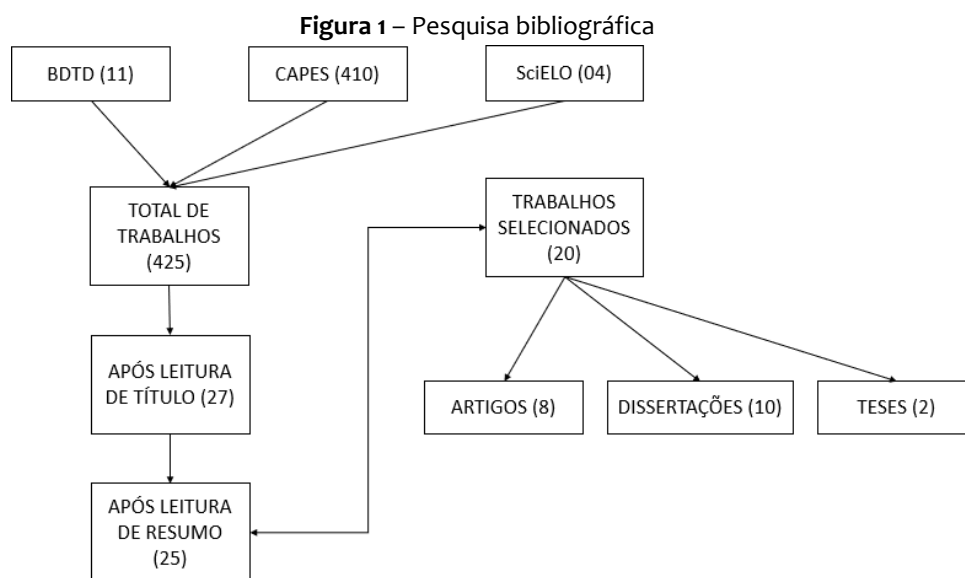 Figura 1 – Pesquisa bibliográfica
BDTD (11)
CAPES (410)
SciELO (04)
TOTAL DE
TRABALHOS
(425)
APÓS LEITURA
DE TÍTULO (27)
APÓS LEITURA
DE RESUMO
(25)
TRABALHOS
SELECIONADOS
(20)
ARTIGOS (8)
DISSERTAÇÕES (10)
TESES (2)